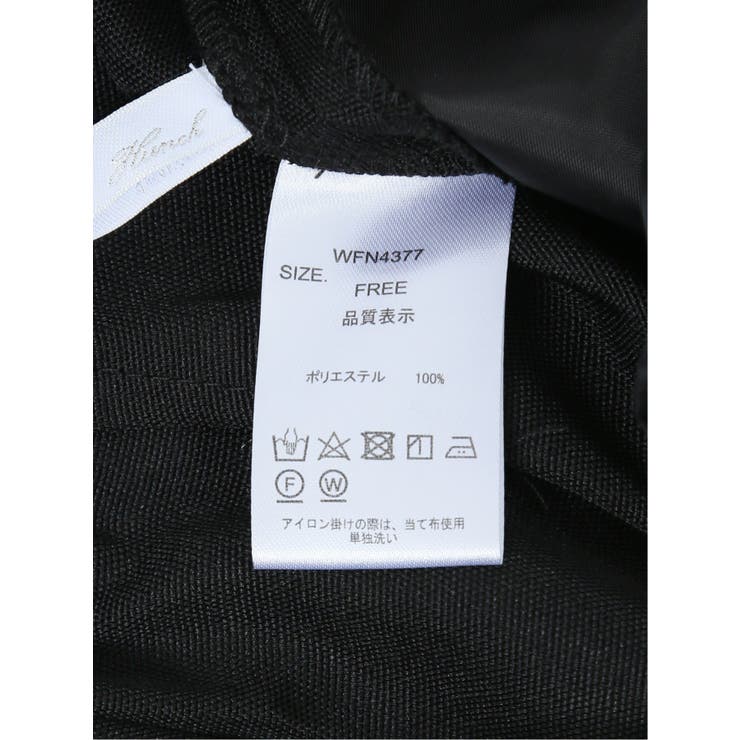 Hunch
WFN4377
SIZE. FREE
品質表示
ポリエステル 100%
F W
アイロン掛けの際は、当て布使用
単独洗い